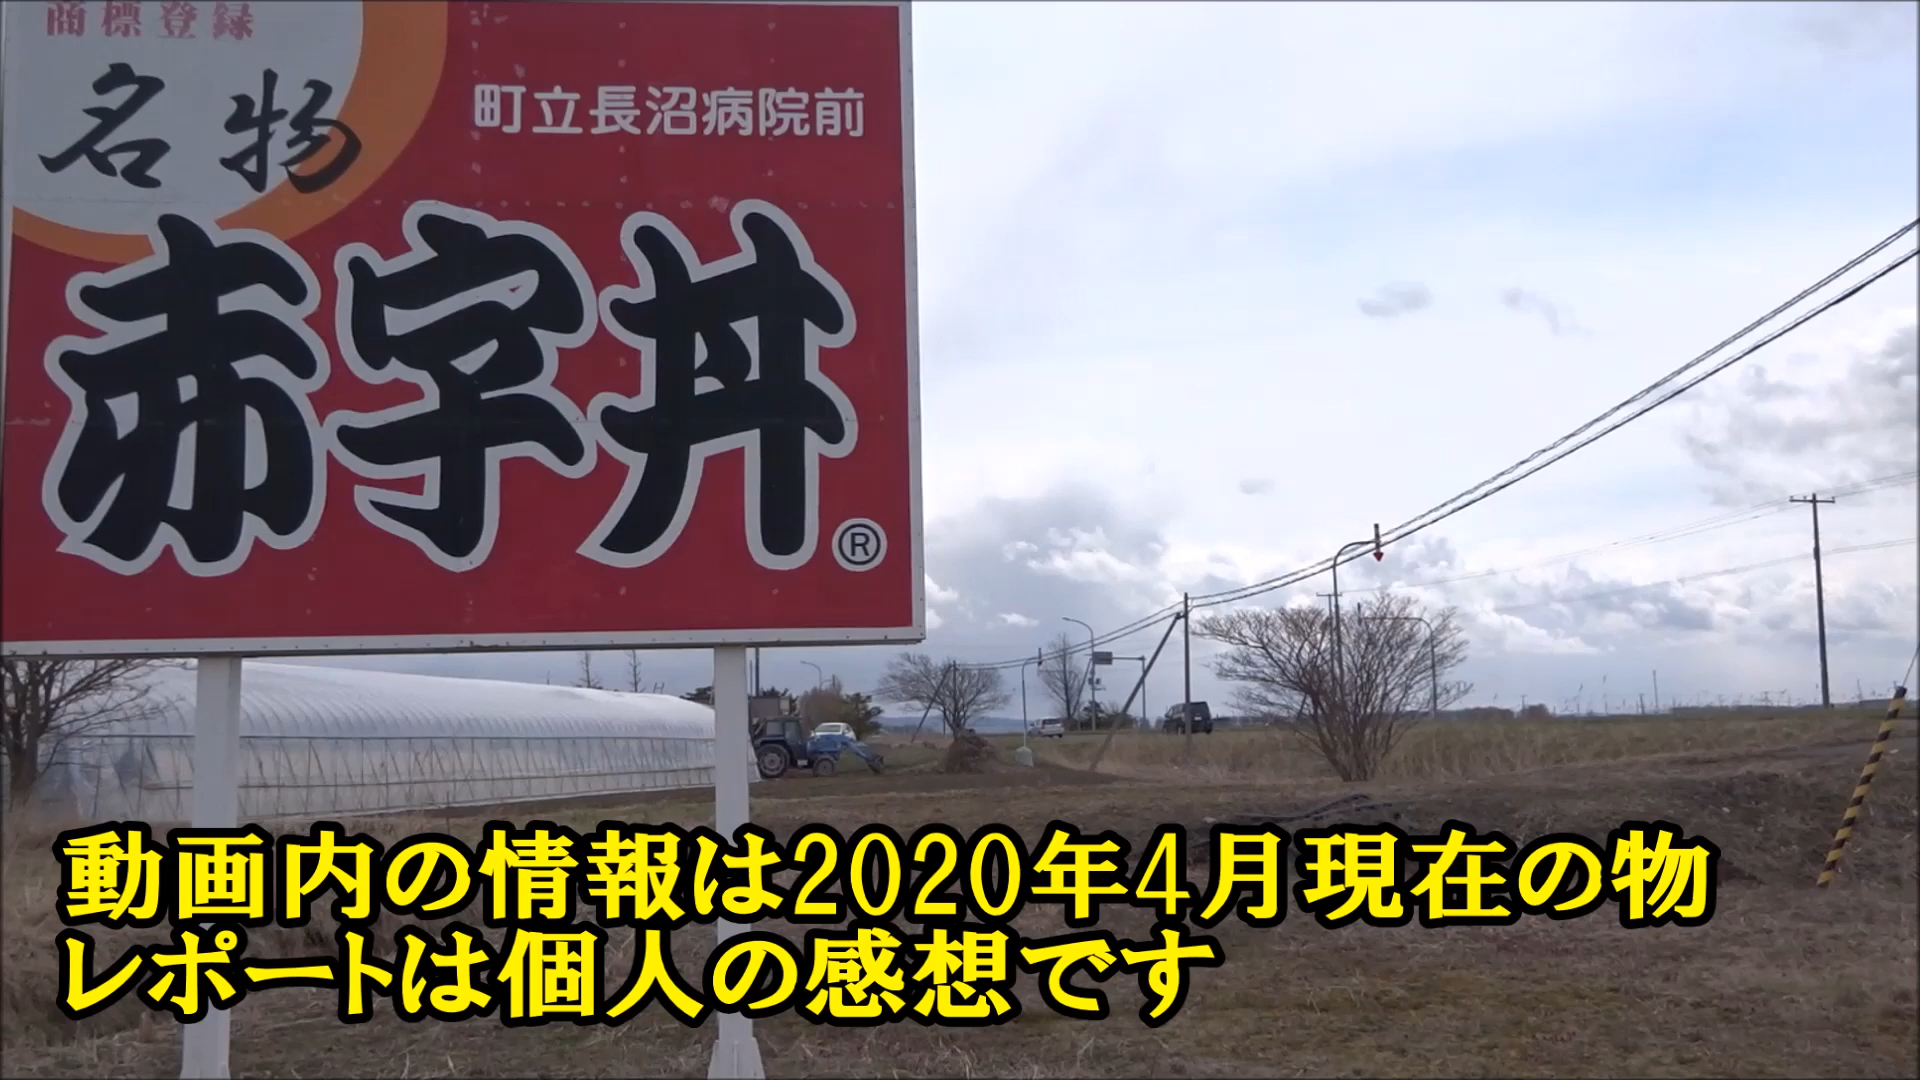 商標登録
名物
町立長沼病院前
赤字丼
®
動画内の情報は2020年4月現在の物
レポートは個人の感想です